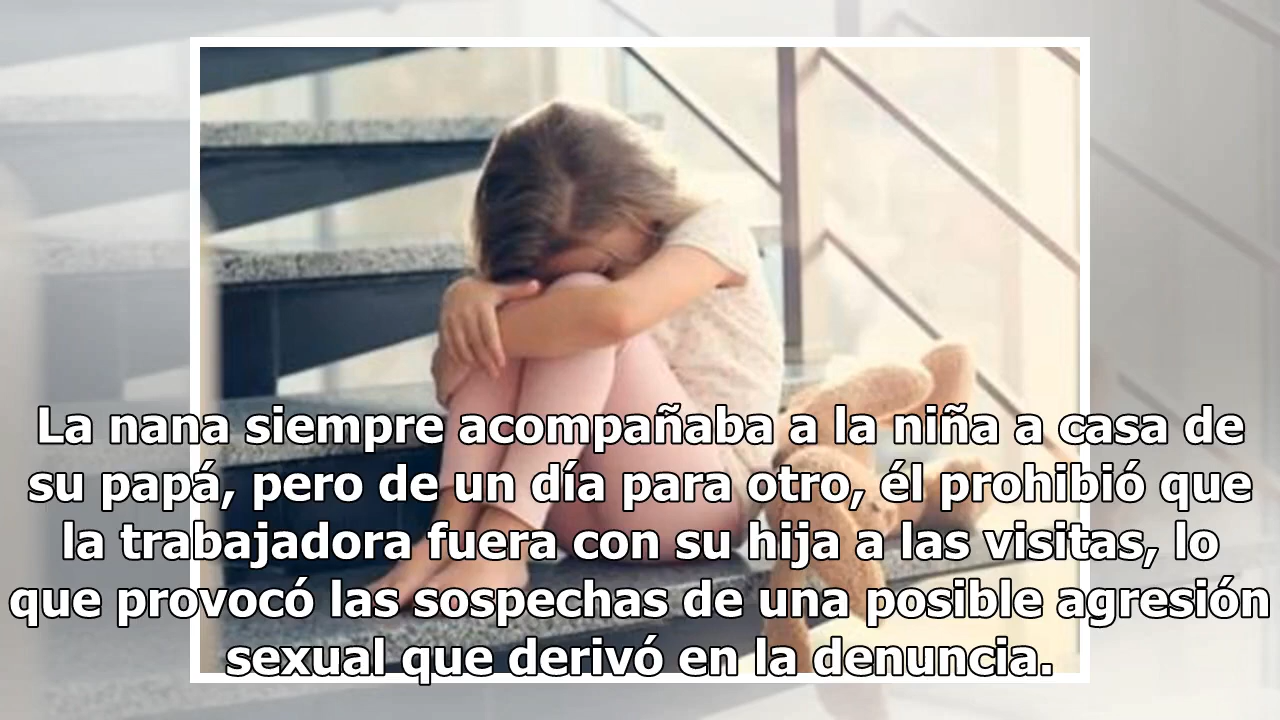 La nana siempre acompañaba a la niña a casa de
su papá, pero de un día para otro, él prohibió que
la trabajadora fuera con su hija a las visitas, lo
que provocó las sospechas de una posible agresión
sexual que derivó en la denuncia.